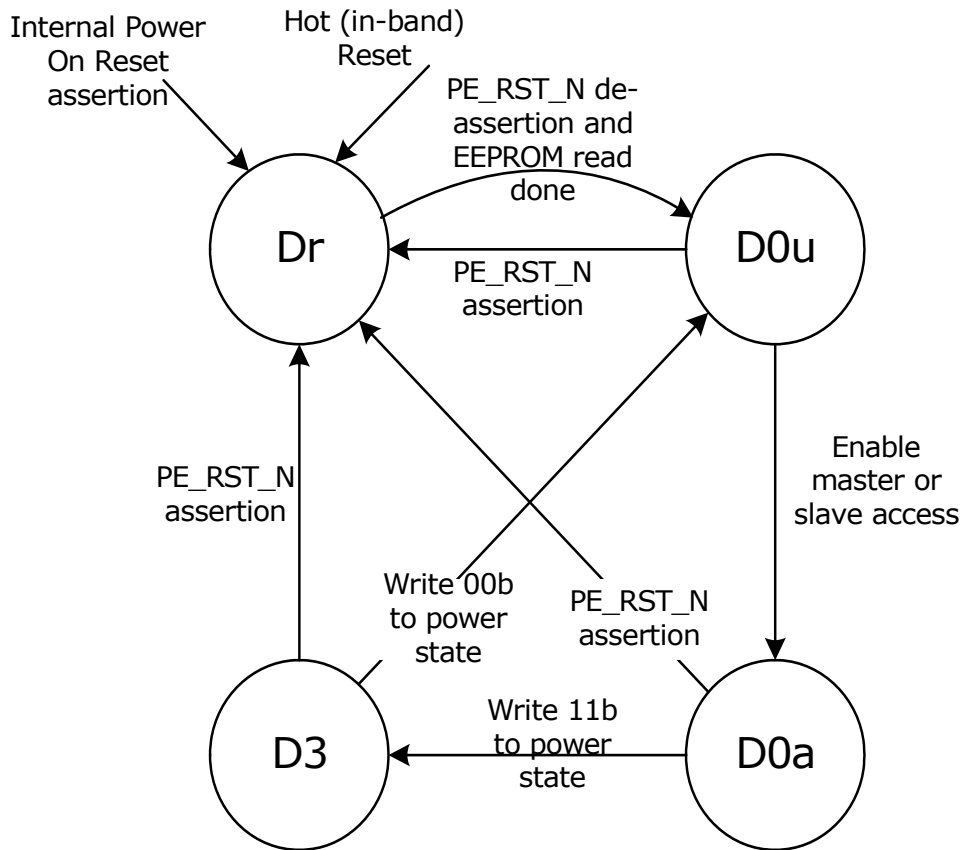 Internal Power
On Reset
assertion
Hot (in-band)
Reset
PE_RST_N de-
assertion and
EEPROM read
done
Dr
D0u
PE_RST_N
assertion
PE_RST_N
assertion
Enable
master or
slave access
Write 00b
to power
state
PE_RST_N
assertion
D3
Write 11b
to power
state
D0a